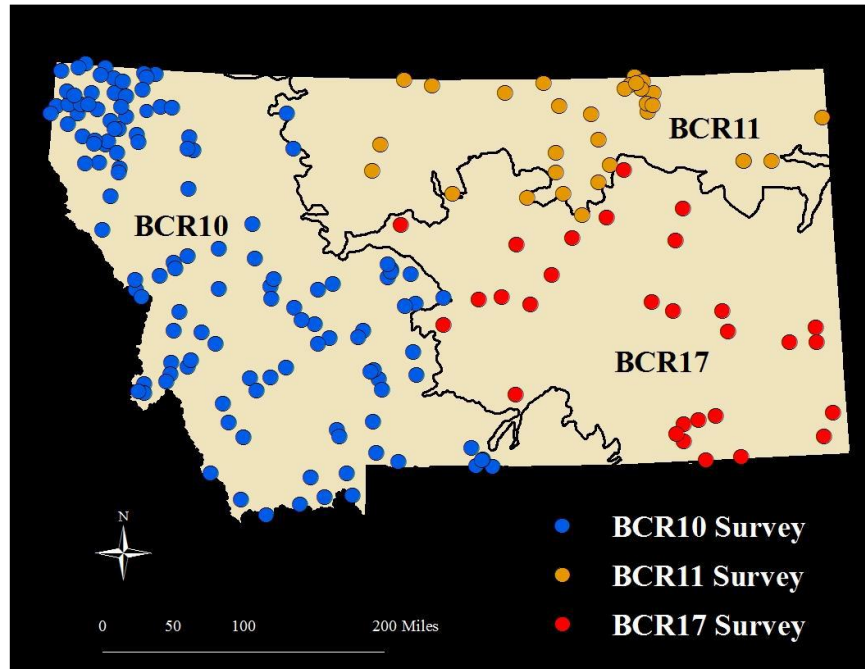 BCR11
BCR10
BCR17
N
BCR10 Survey
BCR11 Survey
BCR17 Survey
0 50 100 200 Miles